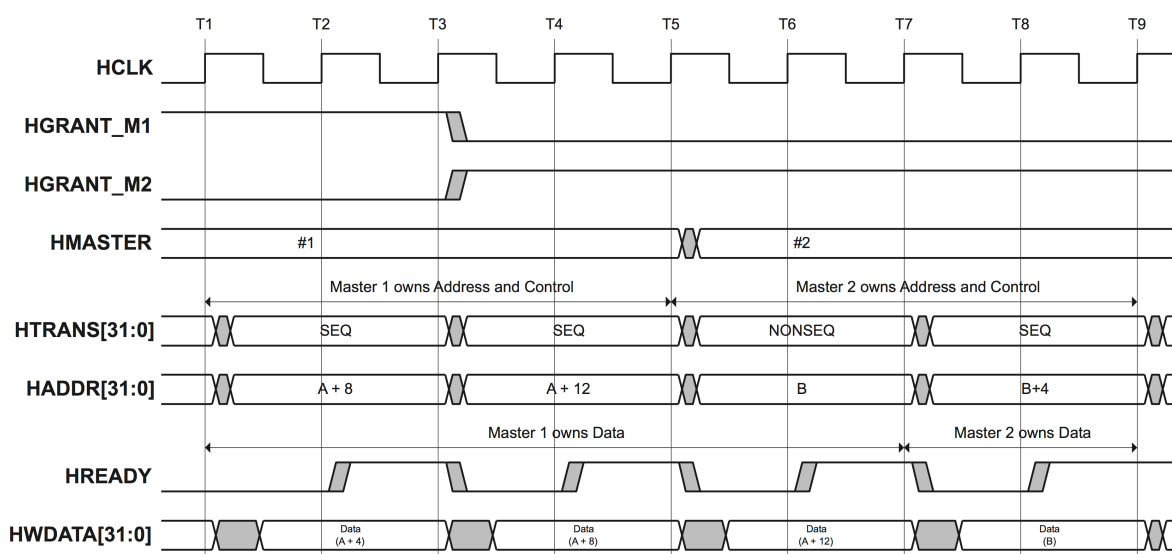 T1 T2 T3 T4 T5 T6 T7 T8 T9
HCLK
HGRANT_M1
HGRANT_M2
HMASTER #1 #2
Master 1 owns Address and Control Master 2 owns Address and Control
HTRANS[31:0] SEQ SEQ NONSEQ SEQ
HADDR[31:0] A + 8 A + 12 B B+4
Master 1 owns Data Master 2 owns Data
HREADY
HWDATA[31:0] Data Data Data Data
(A + 4) (A + 8) (A + 12) (B)